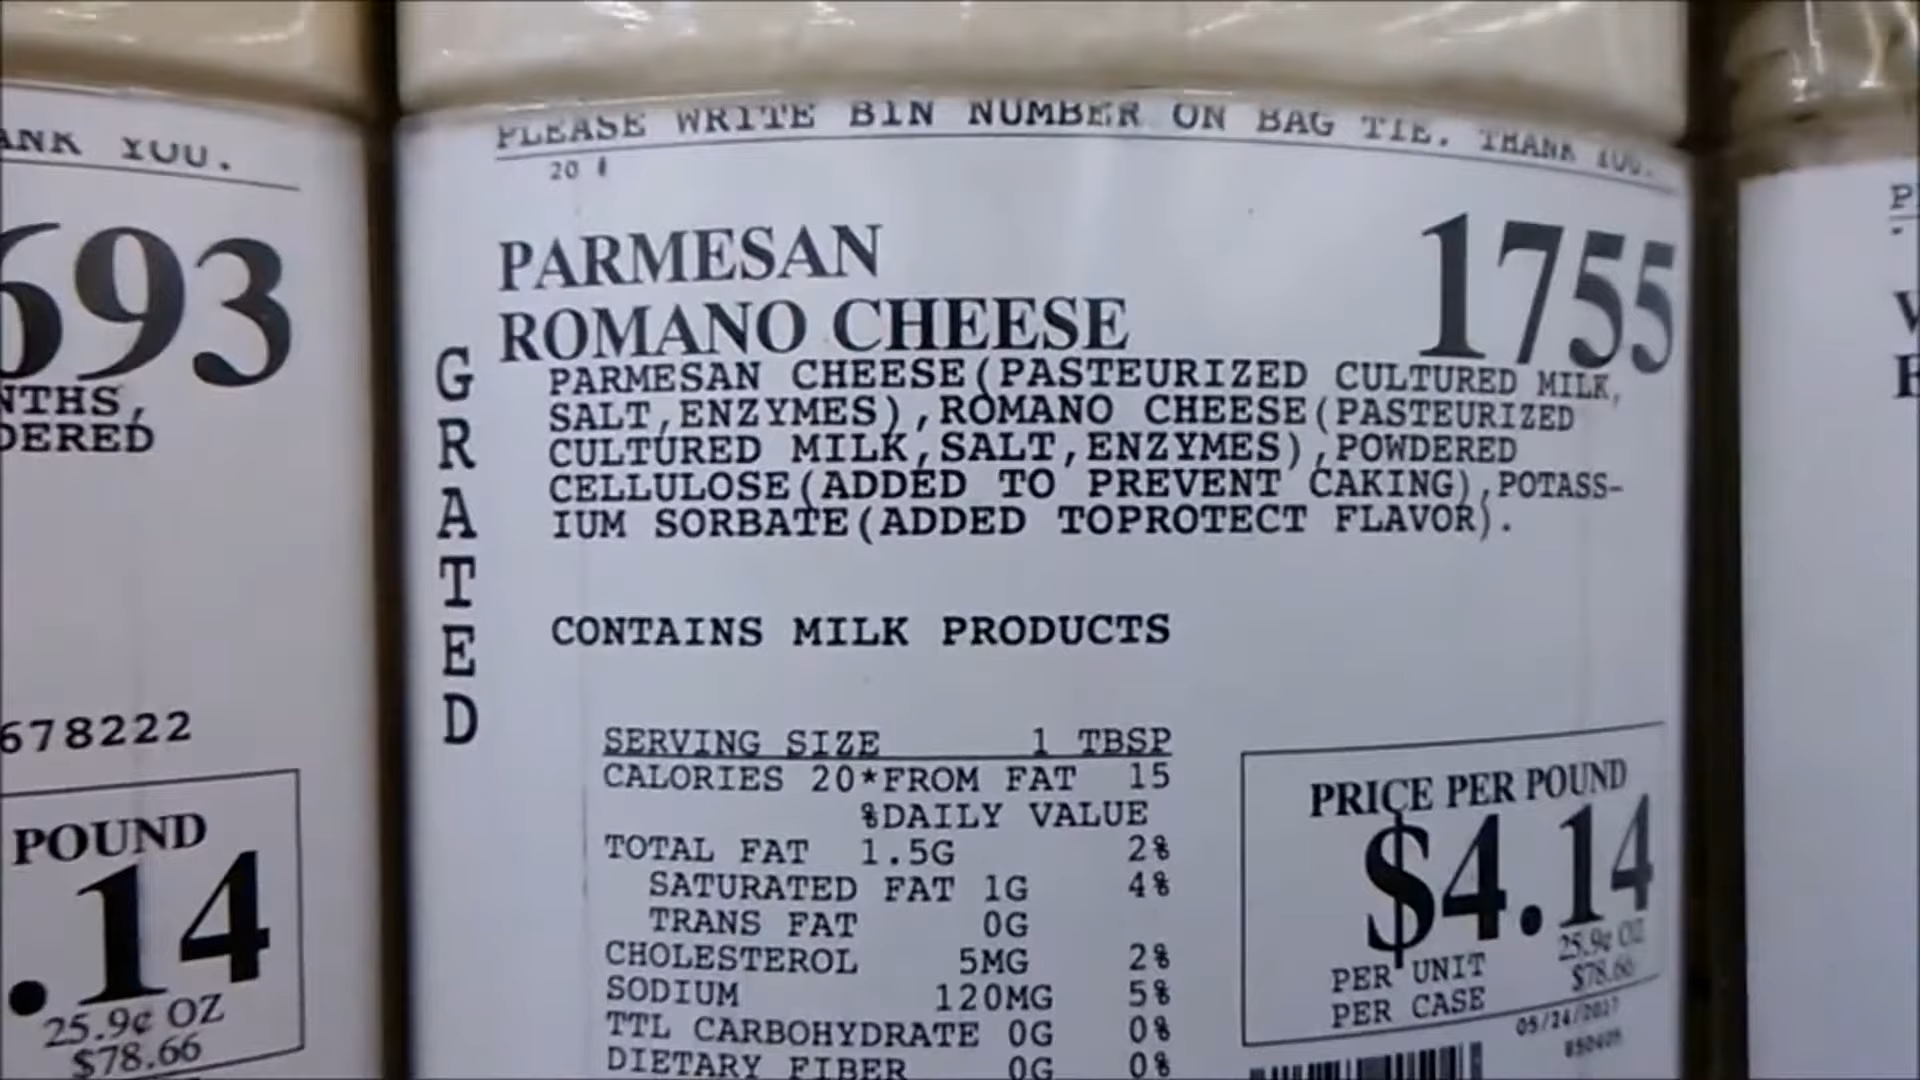 ANK YOU.
693
NTHS,
DERED
678222
POUND
.14
25.9¢ OZ
$78.66
PLEASE WRITE BIN NUMBER ON BAG TIE. THANK YOU.
20 #
PARMESAN
ROMANO CHEESE
1755
GRATED
PARMESAN CHEESE(PASTEURIZED CULTURED MILK,
SALT,ENZYMES),ROMANO CHEESE(PASTEURIZED
CULTURED MILK,SALT,ENZYMES),POWDERED
CELLULOSE(ADDED TO PREVENT CAKING),POTASS-
IUM SORBATE(ADDED TOPROTECT FLAVOR).
CONTAINS MILK PRODUCTS
SERVING SIZE 1 TBSP
CALORIES 20*FROM FAT 15
%DAILY VALUE
TOTAL FAT 1.5G 2%
SATURATED FAT 1G 4%
TRANS FAT 0G
CHOLESTEROL 5MG 2%
SODIUM 120MG 5%
TTL CARBOHYDRATE 0G 0%
DIETARY FIBER 0G 0%
PRICE PER POUND
$4.14
PER UNIT 25.9¢ OZ
PER CASE $78.66
05/24/2017